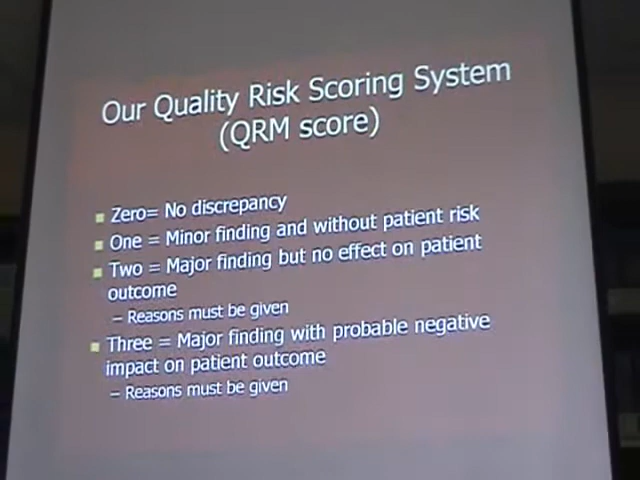 Our Quality Risk Scoring System
(QRM score)
Zero= No discrepancy
One = Minor finding and without patient risk
Two = Major finding but no effect on patient
outcome
– Reasons must be given
Three = Major finding with probable negative
impact on patient outcome
– Reasons must be given